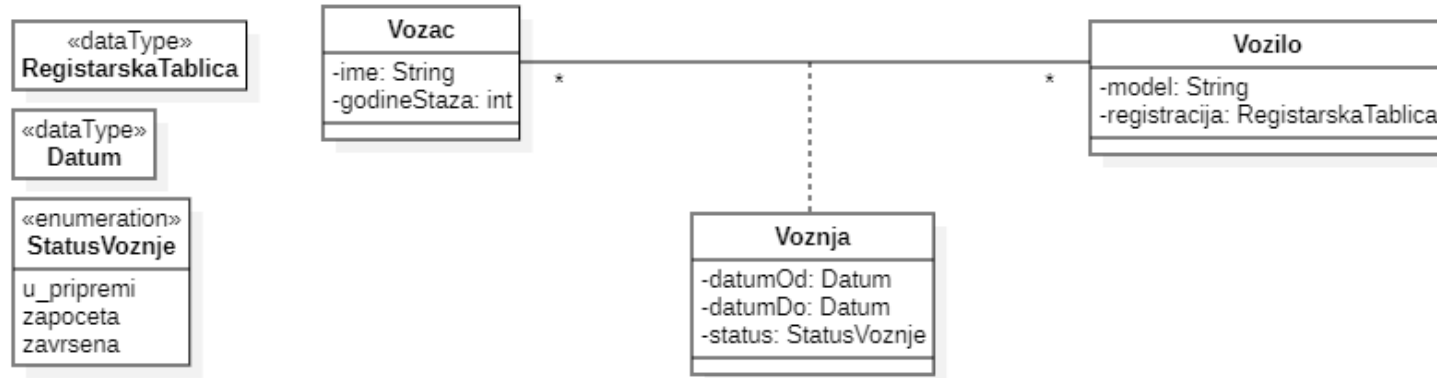 «dataType»
RegistarskaTablica
«dataType»
Datum
«enumeration»
StatusVoznje
u_pripremi
zapoceta
zavrsena
Vozac
-ime: String
-godineStaza: int
*
*
Vozilo
-model: String
-registracija: RegistarskaTablica
Voznja
-datumOd: Datum
-datumDo: Datum
-status: StatusVoznje